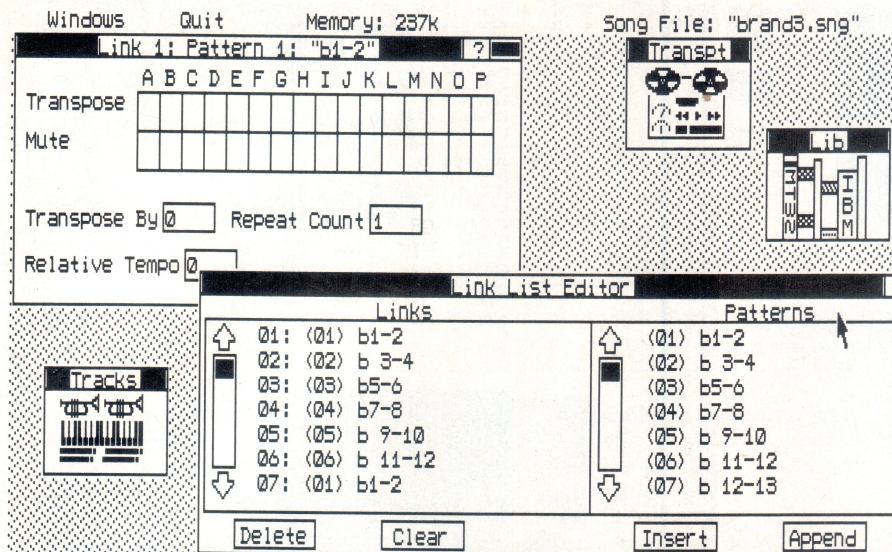 Windows Quit Memory: 237k Song File: "brand3.sng"
Link 1: Pattern 1: "b1-2" ?
A B C D E F G H I J K L M N O P
Transpose
Mute
Transpose By 0 Repeat Count 1
Relative Tempo 0
Transpt
Lib
IBM
Tracks
Link List Editor
Links
01: (01) b1-2
02: (02) b 3-4
03: (03) b5-6
04: (04) b7-8
05: (05) b 9-10
06: (06) b 11-12
07: (01) b1-2
Patterns
(01) b1-2
(02) b 3-4
(03) b5-6
(04) b7-8
(05) b 9-10
(06) b 11-12
(07) b 12-13
Delete Clear Insert Append